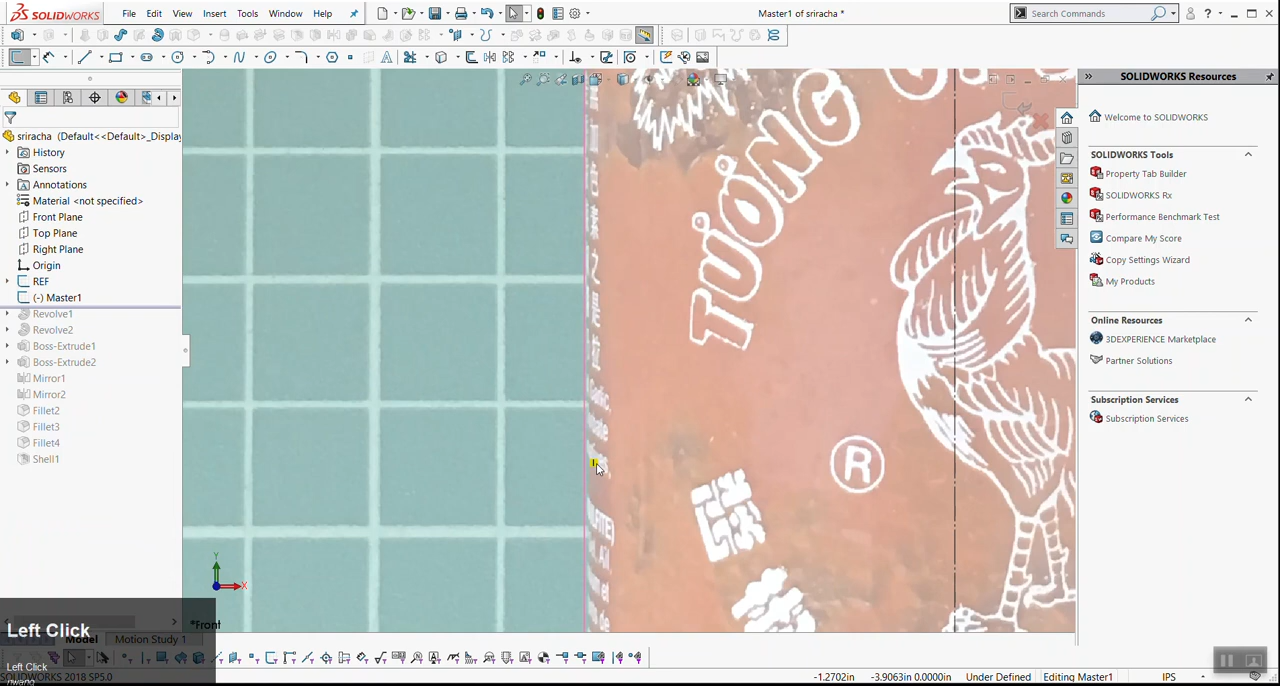 SOLIDWORKS File Edit View Insert Tools Window Help Master1 of sriracha * Search Commands ?
SOLIDWORKS Resources
sriracha (Default<<Default>_Display
History
Sensors
Annotations
Material <not specified>
Front Plane
Top Plane
Right Plane
Origin
REF
(-) Master1
Revolve1
Revolve2
Boss-Extrude1
Boss-Extrude2
Mirror1
Mirror2
Fillet2
Fillet3
Fillet4
Shell1
TUONG
R
Y
X
*Front
Welcome to SOLIDWORKS
SOLIDWORKS Tools
Property Tab Builder
SOLIDWORKS Rx
Performance Benchmark Test
Compare My Score
Copy Settings Wizard
My Products
Online Resources
3DEXPERIENCE Marketplace
Partner Solutions
Subscription Services
Subscription Services
Left Click
Left Click
Model Motion Study 1
SOLIDWORKS 2018 SP5.0 -1.2702in -3.9063in 0.0000in Under Defined Editing Master1 IPS